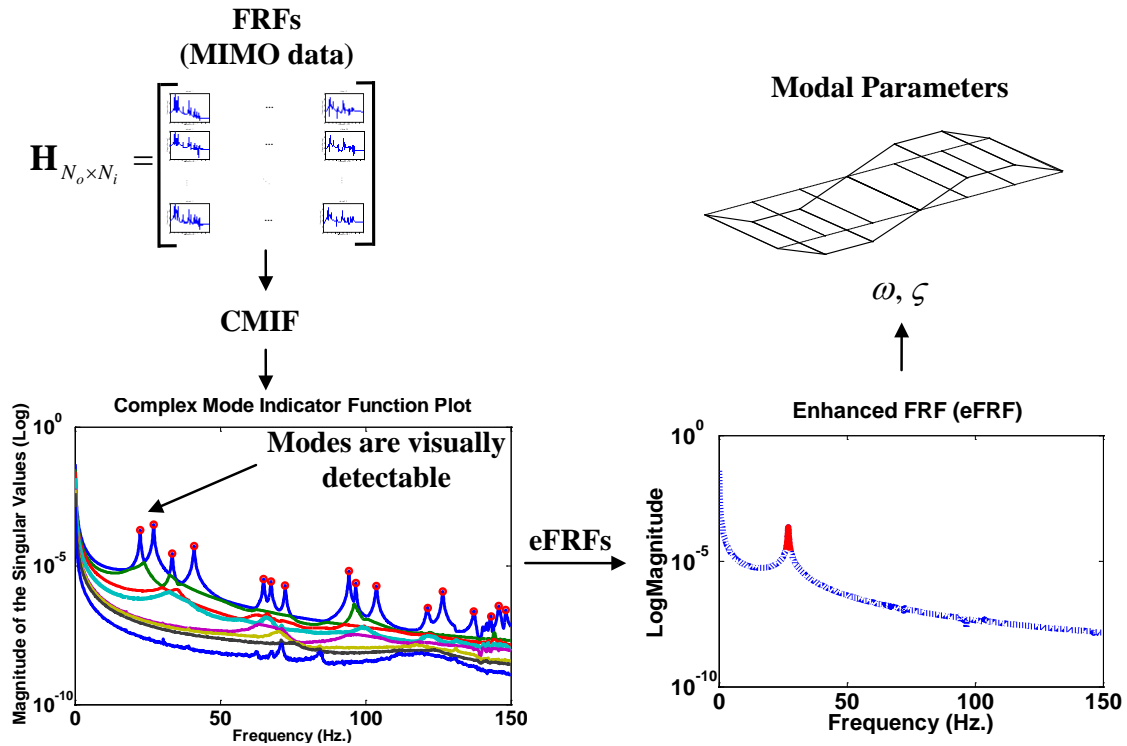 FRFs
(MIMO data)
H N_o×N_i =
...
...
...
CMIF
Complex Mode Indicator Function Plot
Magnitude of the Singular Values (Log)
10^0
10^-5
10^-10
Modes are visually
detectable
0 50 100 150
Frequency (Hz.)
eFRFs
Modal Parameters
ω, ς
Enhanced FRF (eFRF)
LogMagnitude
10^0
10^-5
10^-10
0 50 100 150
Frequency (Hz.)